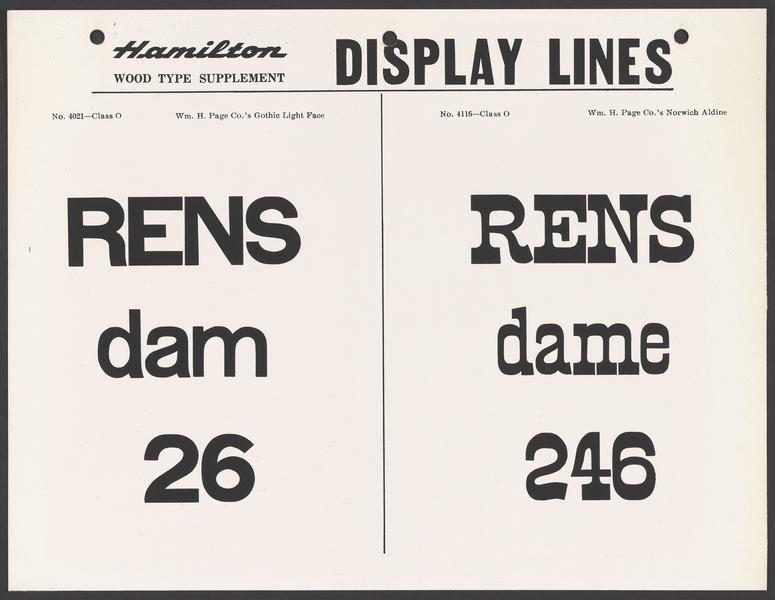 Hamilton
WOOD TYPE SUPPLEMENT
DISPLAY LINES
No. 4021—Class O Wm. H. Page Co.'s Gothic Light Face
RENS
dam
26
No. 4116—Class O Wm. H. Page Co.'s Norwich Aldine
RENS
dame
246